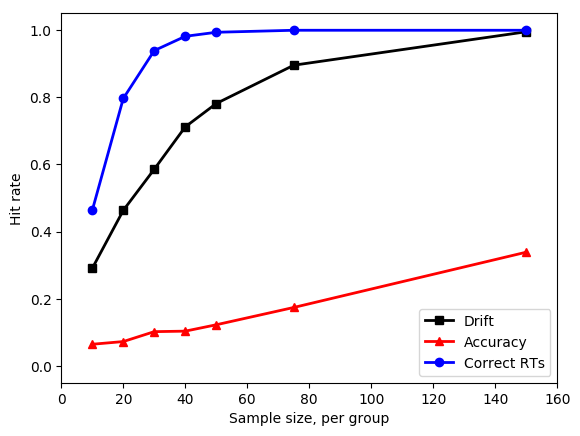 1.0
0.8
0.6
0.4
0.2
0.0
Hit rate
0 20 40 60 80 100 120 140 160
Sample size, per group
Drift
Accuracy
Correct RTs